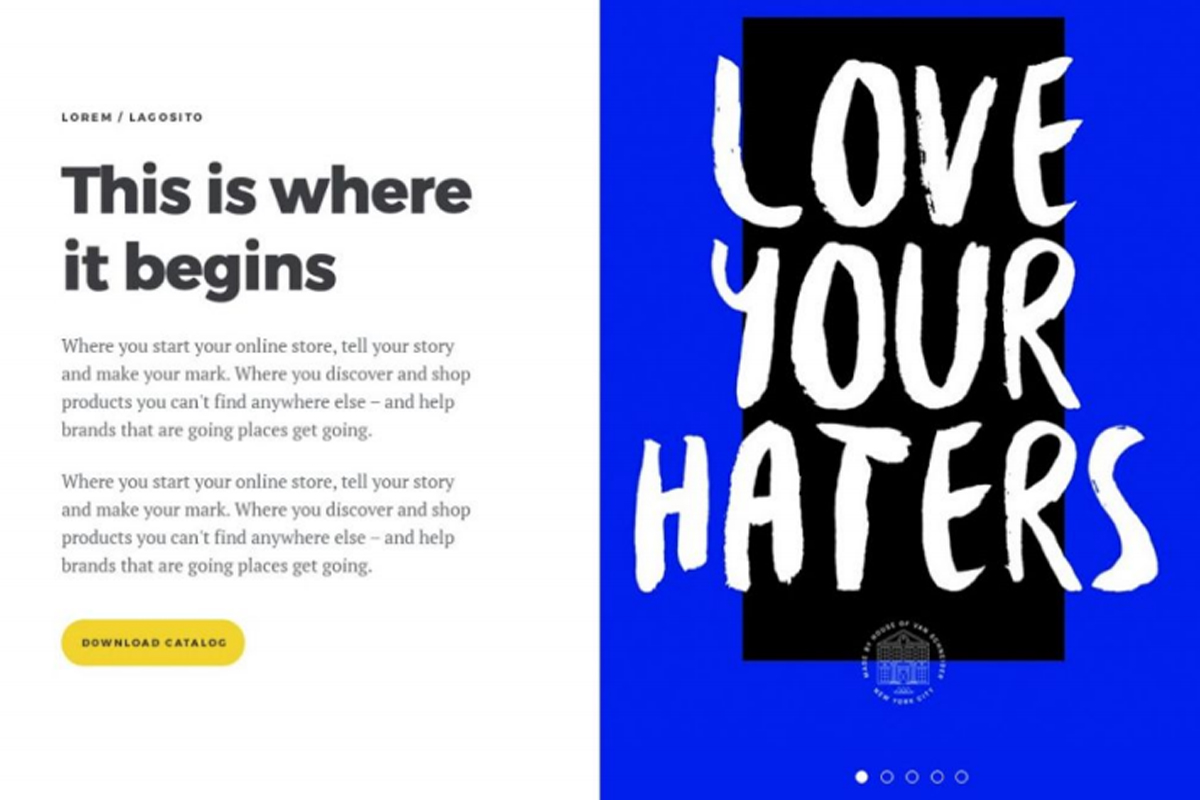 LOREM / LAGOSITO
This is where
it begins
Where you start your online store, tell your story
and make your mark. Where you discover and shop
products you can't find anywhere else – and help
brands that are going places get going.
Where you start your online store, tell your story
and make your mark. Where you discover and shop
products you can't find anywhere else – and help
brands that are going places get going.
DOWNLOAD CATALOG
LOVE
YOUR
HATERS
MADE BY HOUSE OF VAN SCHNEIDER
NEW YORK CITY